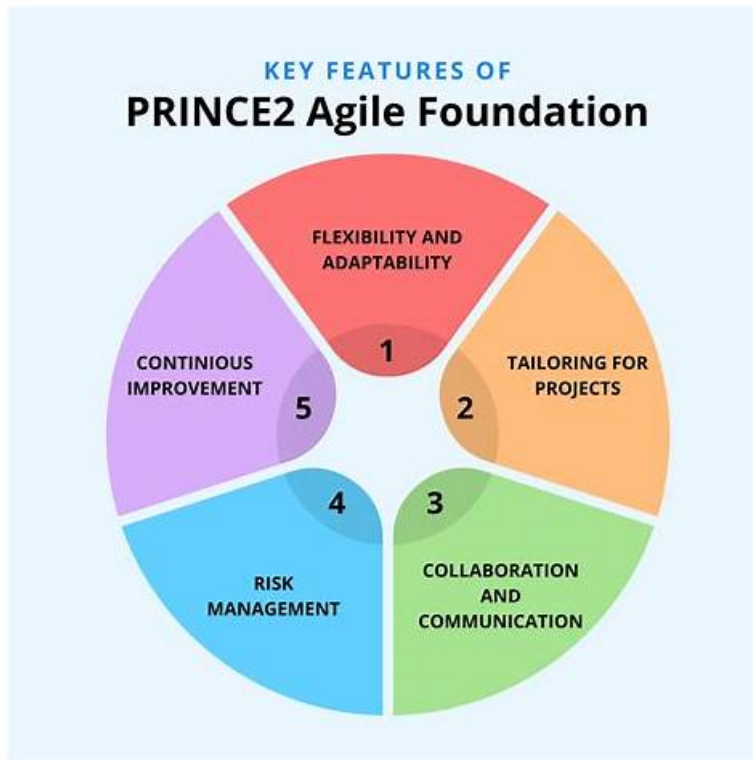 KEY FEATURES OF
PRINCE2 Agile Foundation
FLEXIBILITY AND
ADAPTABILITY
1
TAILORING FOR
PROJECTS
2
COLLABORATION
AND
COMMUNICATION
3
RISK
MANAGEMENT
4
CONTINIOUS
IMPROVEMENT
5